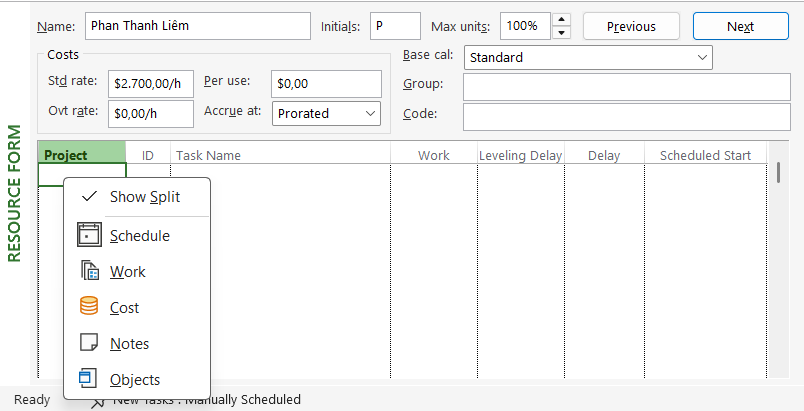 Name: Phan Thanh Liêm Initials: P Max units: 100% Previous Next
Costs
Base cal: Standard
Std rate: $2.700,00/h Per use: $0,00
Group:
Ovt rate: $0,00/h Accrue at: Prorated
Code:
RESOURCE FORM
Project ID Task Name Work Leveling Delay Delay Scheduled Start
Show Split
Schedule
Work
Cost
Notes
Objects
Ready New Tasks : Manually Scheduled